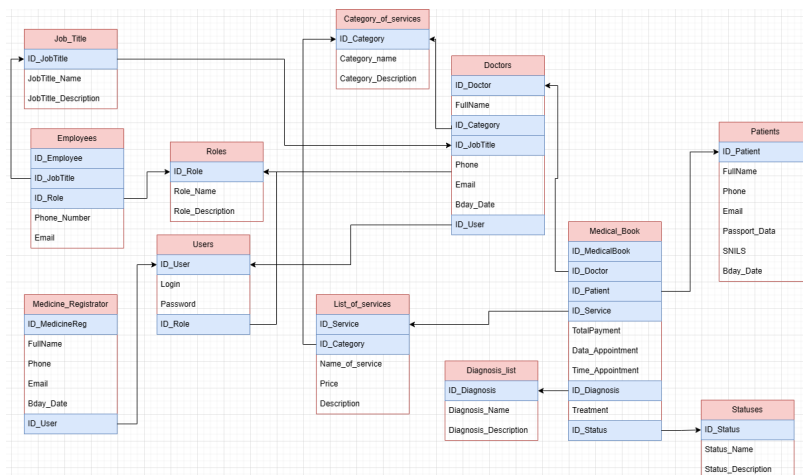 Job_Title
ID_JobTitle
JobTitle_Name
JobTitle_Description
Category_of_services
ID_Category
Category_name
Category_Description
Doctors
ID_Doctor
FullName
ID_Category
ID_JobTitle
Phone
Email
Bday_Date
ID_User
Employees
ID_Employee
ID_JobTitle
ID_Role
Phone_Number
Email
Roles
ID_Role
Role_Name
Role_Description
Patients
ID_Patient
FullName
Phone
Email
Passport_Data
SNILS
Bday_Date
Users
ID_User
Login
Password
ID_Role
Medical_Book
ID_MedicalBook
ID_Doctor
ID_Patient
ID_Service
TotalPayment
Data_Appointment
Time_Appointment
ID_Diagnosis
Treatment
ID_Status
Medicine_Registrator
ID_MedicineReg
FullName
Phone
Email
Bday_Date
ID_User
List_of_services
ID_Service
ID_Category
Name_of_service
Price
Description
Diagnosis_list
ID_Diagnosis
Diagnosis_Name
Diagnosis_Description
Statuses
ID_Status
Status_Name
Status_Description